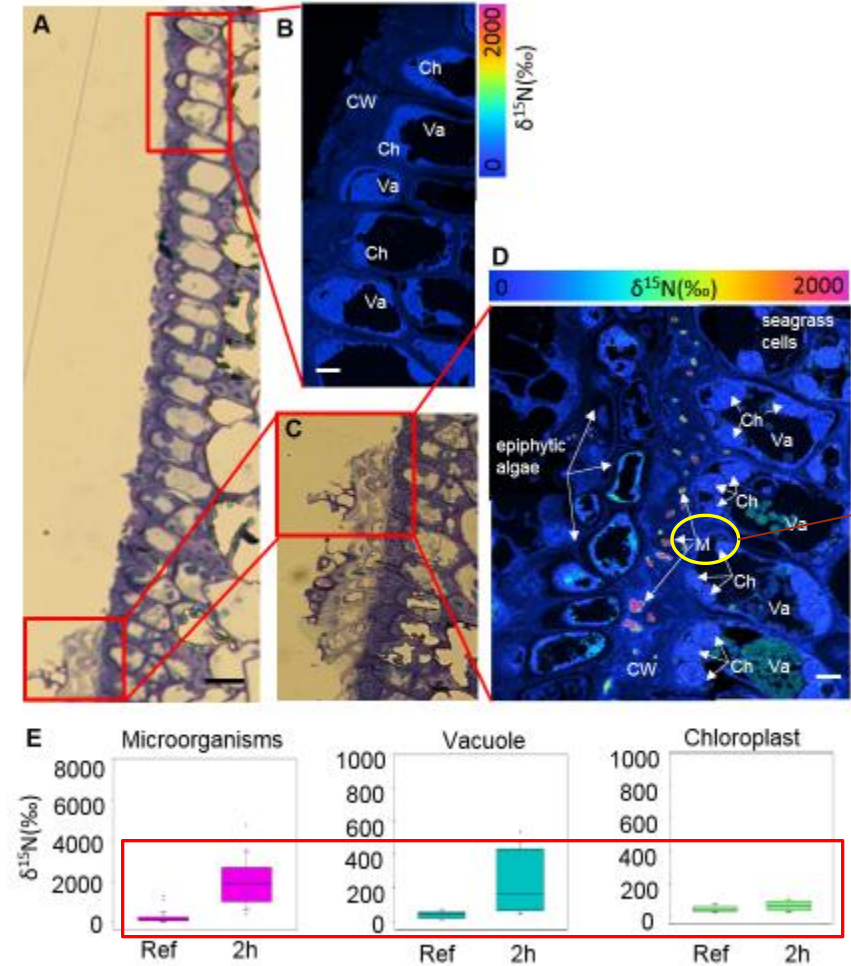 A
B
Ch
CW
Va
Ch
Va
Ch
Va
0
2000
δ¹⁵N(‰)
C
D
0 δ¹⁵N(‰) 2000
seagrass
cells
Ch
Va
epiphytic
algae
Ch
Va
M
Ch
Va
CW
Ch
Va
E
Microorganisms
δ¹⁵N(‰)
8000
6000
4000
2000
0
Ref 2h
Vacuole
1000
800
600
400
200
0
Ref 2h
Chloroplast
1000
800
600
400
200
0
Ref 2h